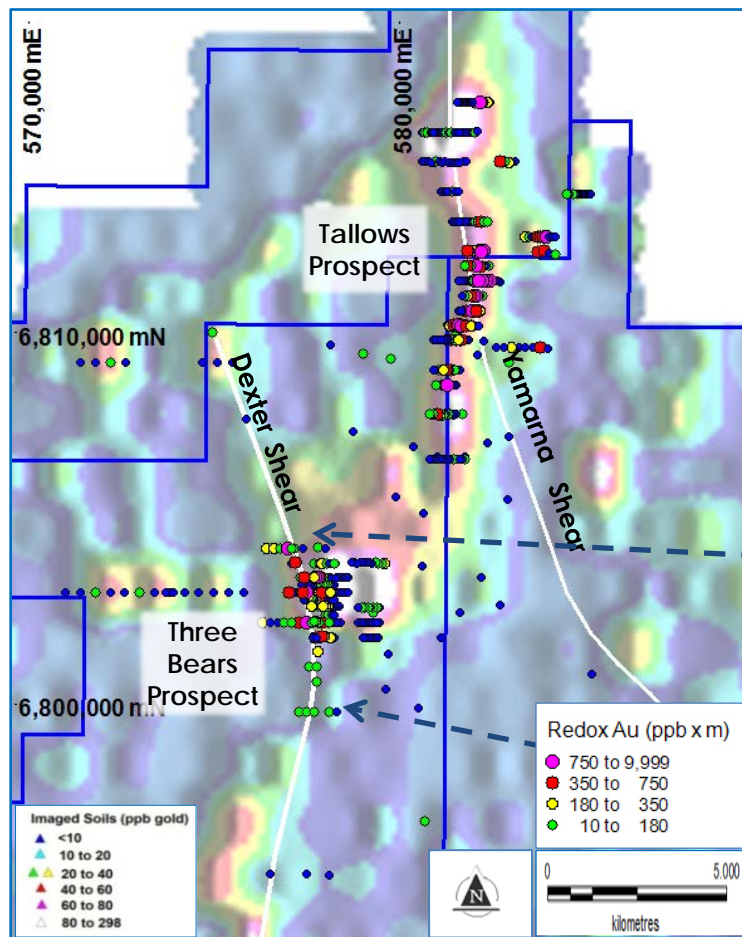 570,000 mE
580,000 mE
Tallows
Prospect
6,810,000 mN
Dexter Shear
Yamarna Shear
Three
Bears
Prospect
6,800,000 mN
Redox Au (ppb x m)
750 to 9,999
350 to 750
180 to 350
10 to 180
Imaged Soils (ppb gold)
<10
10 to 20
20 to 40
40 to 60
60 to 80
80 to 298
N
0 5.000
kilometres